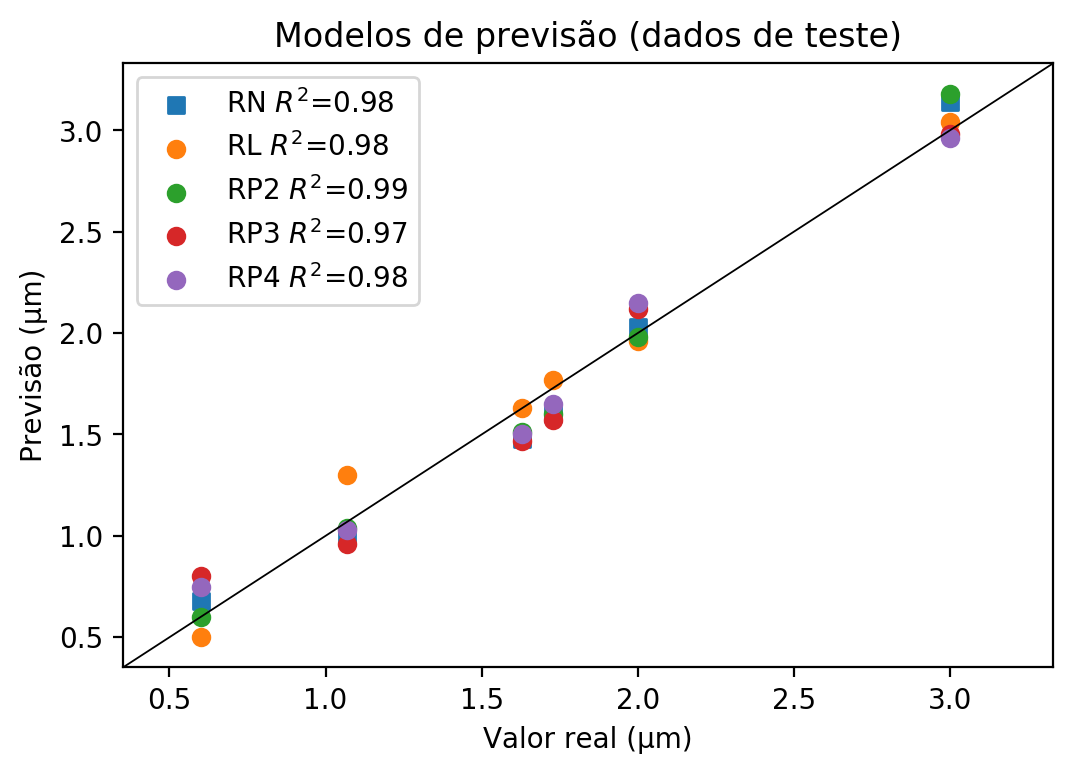 Modelos de previsão (dados de teste)
RN R²=0.98
RL R²=0.98
RP2 R²=0.99
RP3 R²=0.97
RP4 R²=0.98
Previsão (µm)
3.0
2.5
2.0
1.5
1.0
0.5
0.5 1.0 1.5 2.0 2.5 3.0
Valor real (µm)